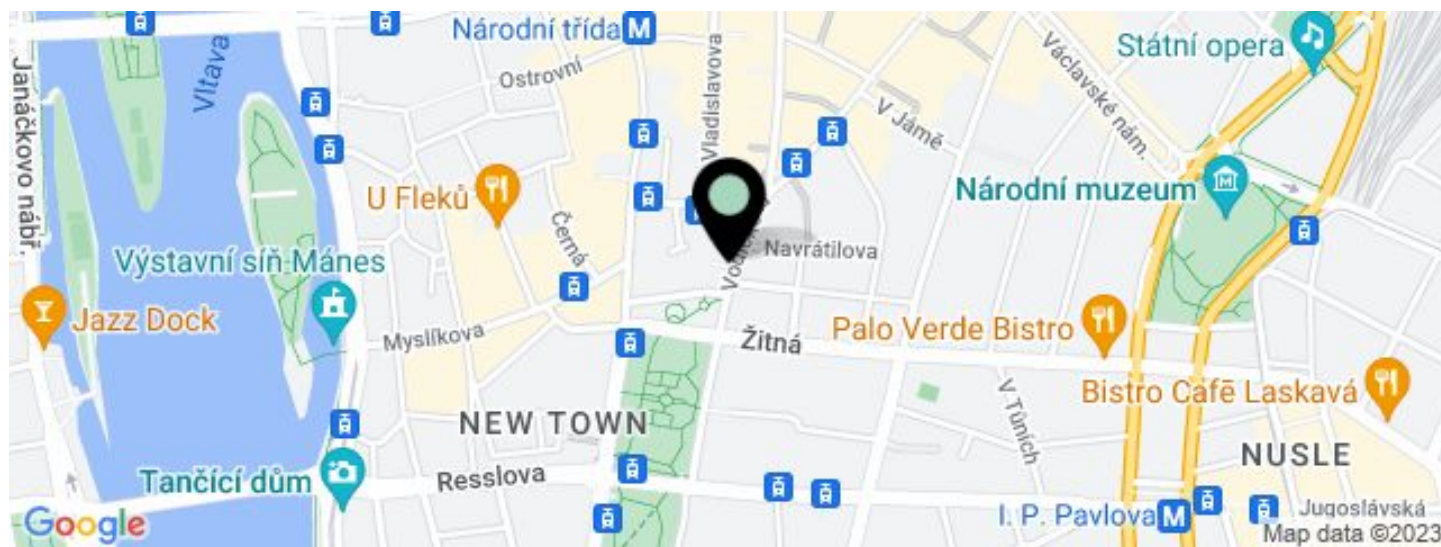 Národní třída M
Státní opera
Vltava
Ostrovní
Vladislavova
V Jámě
Václavské nám.
Janáčkovo nábř.
U Fleků
Černá
Národní muzeum
Navrátilova
Výstavní síň Mánes
Jazz Dock
Myslíkova
Žitná
Palo Verde Bistro
Bistro Cafē Laskavá
V Tůních
NEW TOWN
NUSLE
Tančící dům
Resslova
I. P. Pavlova M
Jugoslávská
Google
Map data ©2023